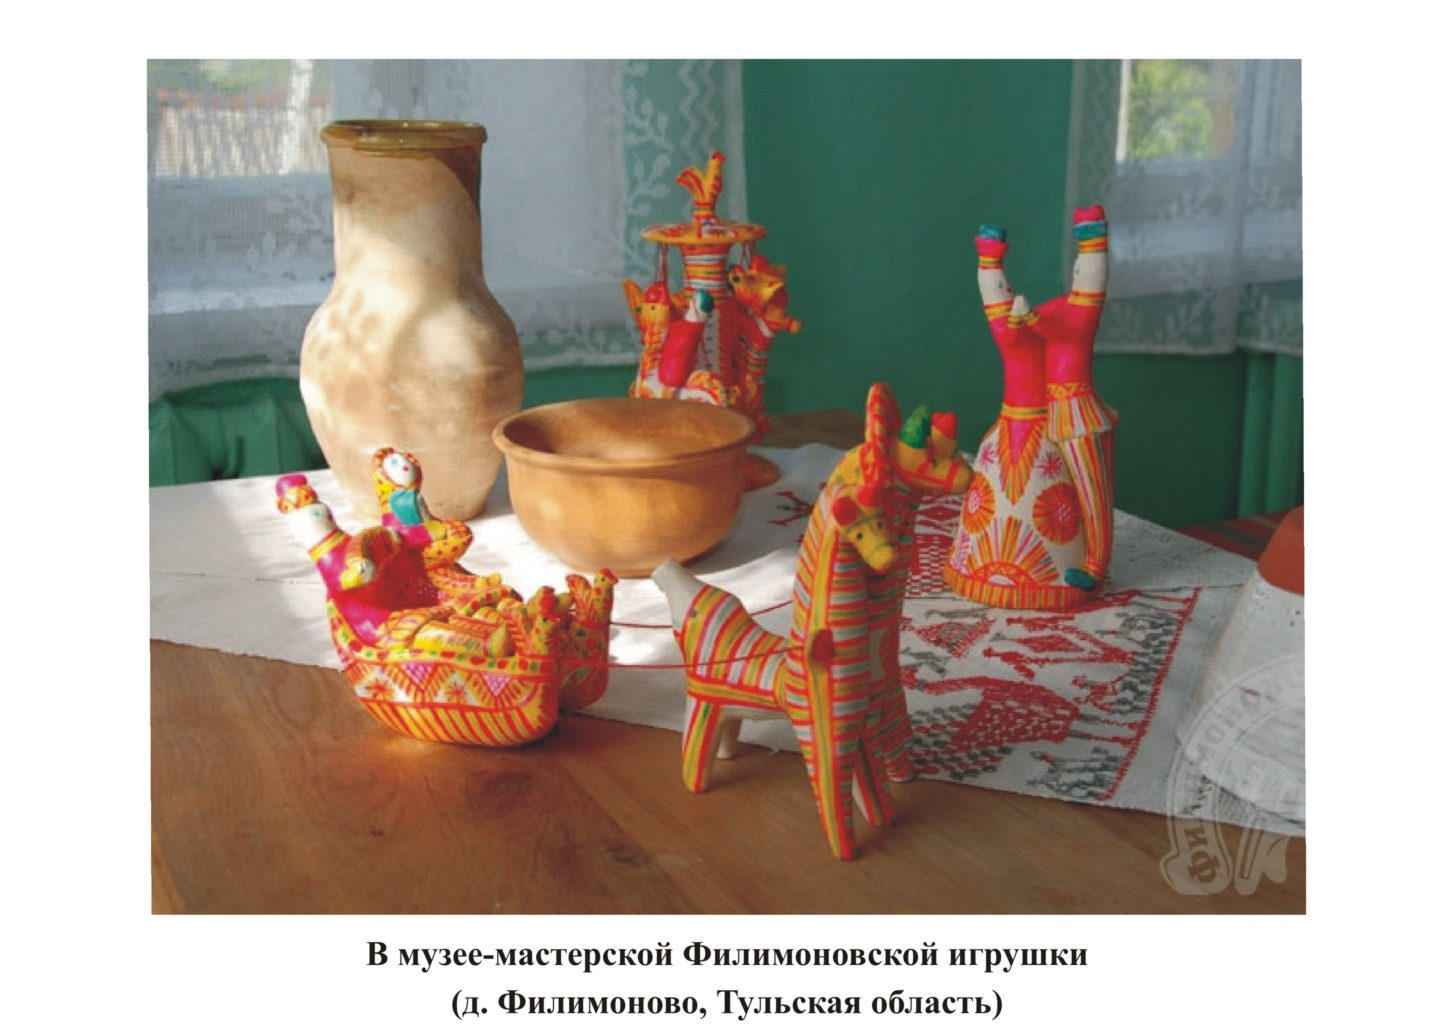 В музее-мастерской Филимоновской игрушки
(д. Филимоново, Тульская область)